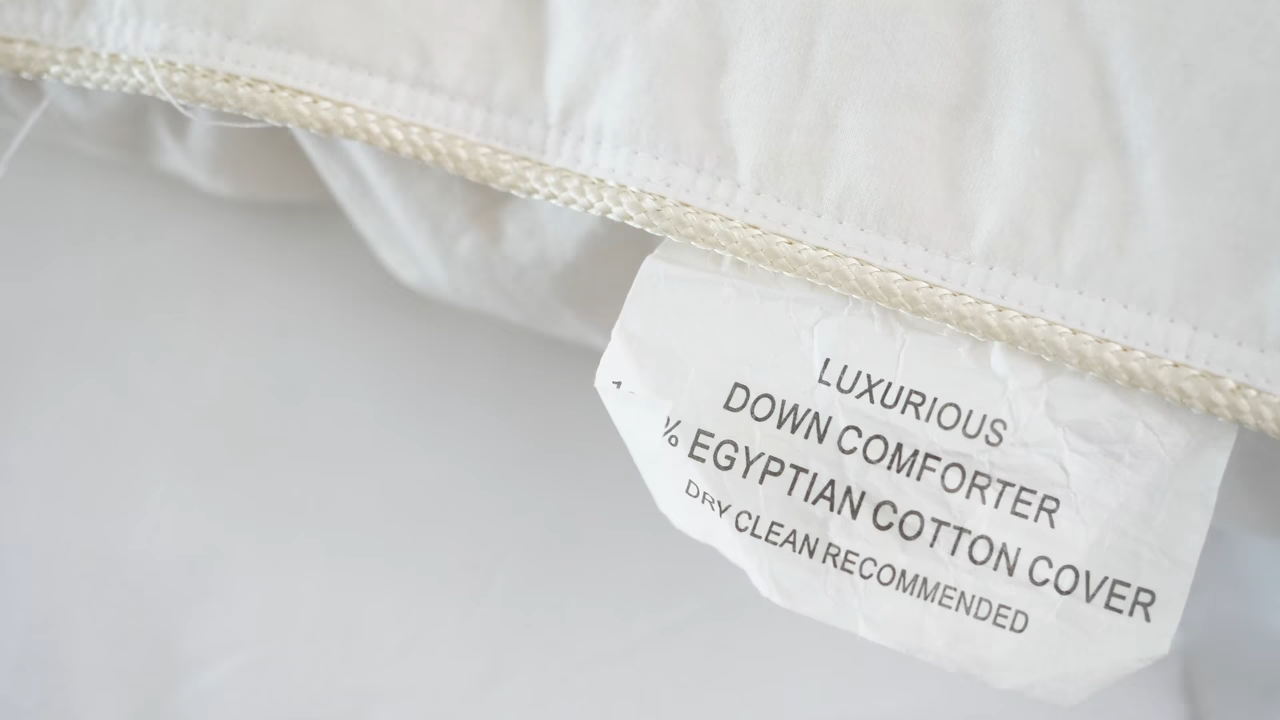 LUXURIOUS
DOWN COMFORTER
% EGYPTIAN COTTON COVER
DRY CLEAN RECOMMENDED